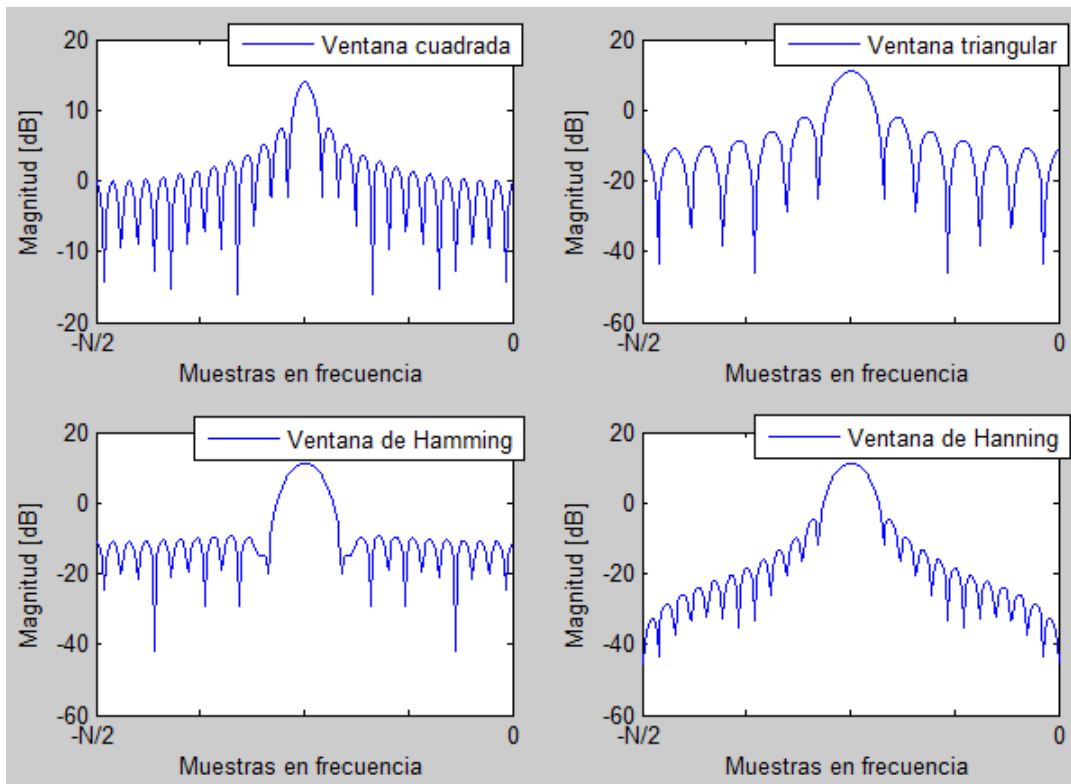 Ventana cuadrada
20
10
0
-10
-20
Magnitud [dB]
-N/2
0
Muestras en frecuencia
Ventana triangular
20
0
-20
-40
-60
Magnitud [dB]
-N/2
0
Muestras en frecuencia
Ventana de Hamming
20
0
-20
-40
-60
Magnitud [dB]
-N/2
0
Muestras en frecuencia
Ventana de Hanning
20
0
-20
-40
-60
Magnitud [dB]
-N/2
0
Muestras en frecuencia